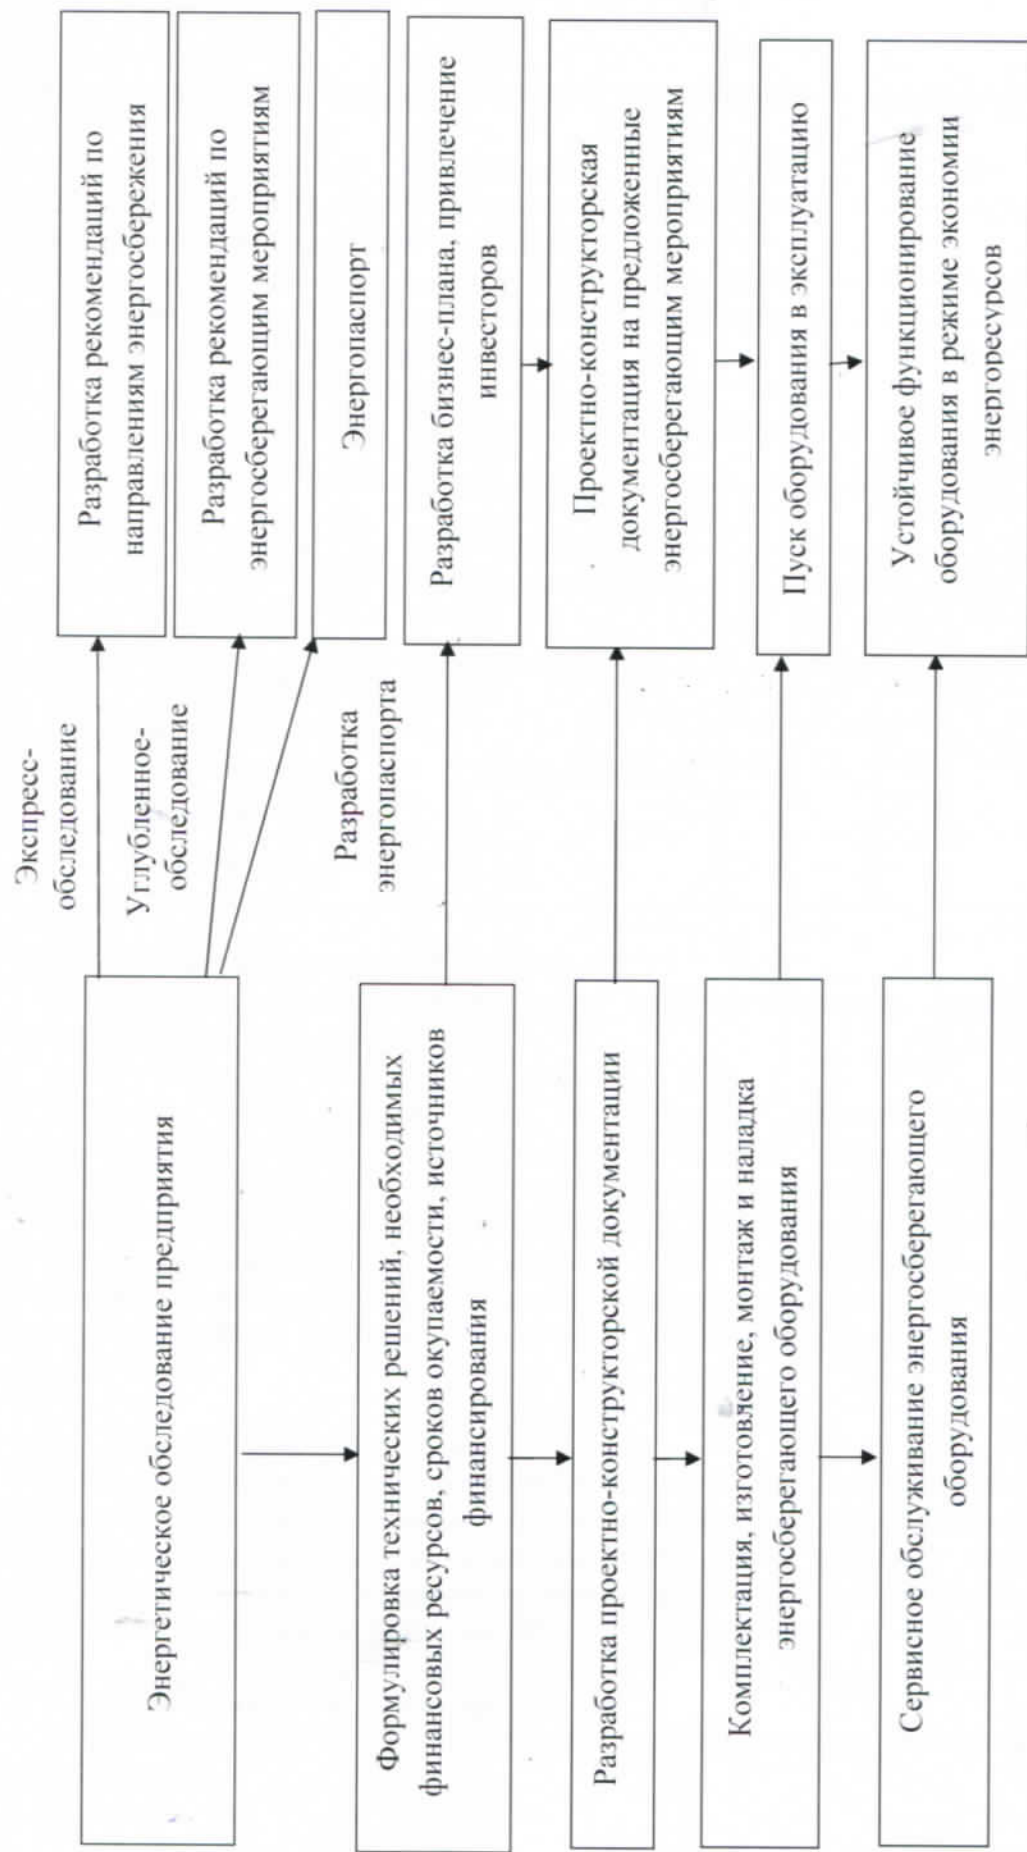 Энергетическое обследование предприятия
Экспресс-
обследование
Углубленное-
обследование
Разработка
энергопаспорта
Разработка рекомендаций по
направлениям энергосбережения
Разработка рекомендаций по
энергосберегающим мероприятиям
Энергопаспорт
Формулировка технических решений, необходимых
финансовых ресурсов, сроков окупаемости, источников
финансирования
Разработка бизнес-плана, привлечение
инвесторов
Разработка проектно-конструкторской документации
Проектно-конструкторская
документация на предложенные
энергосберегающим мероприятиям
Комплектация, изготовление, монтаж и наладка
энергосберегающего оборудования
Пуск оборудования в эксплуатацию
Сервисное обслуживание энергосберегающего
оборудования
Устойчивое функционирование
оборудования в режиме экономии
энергоресурсов